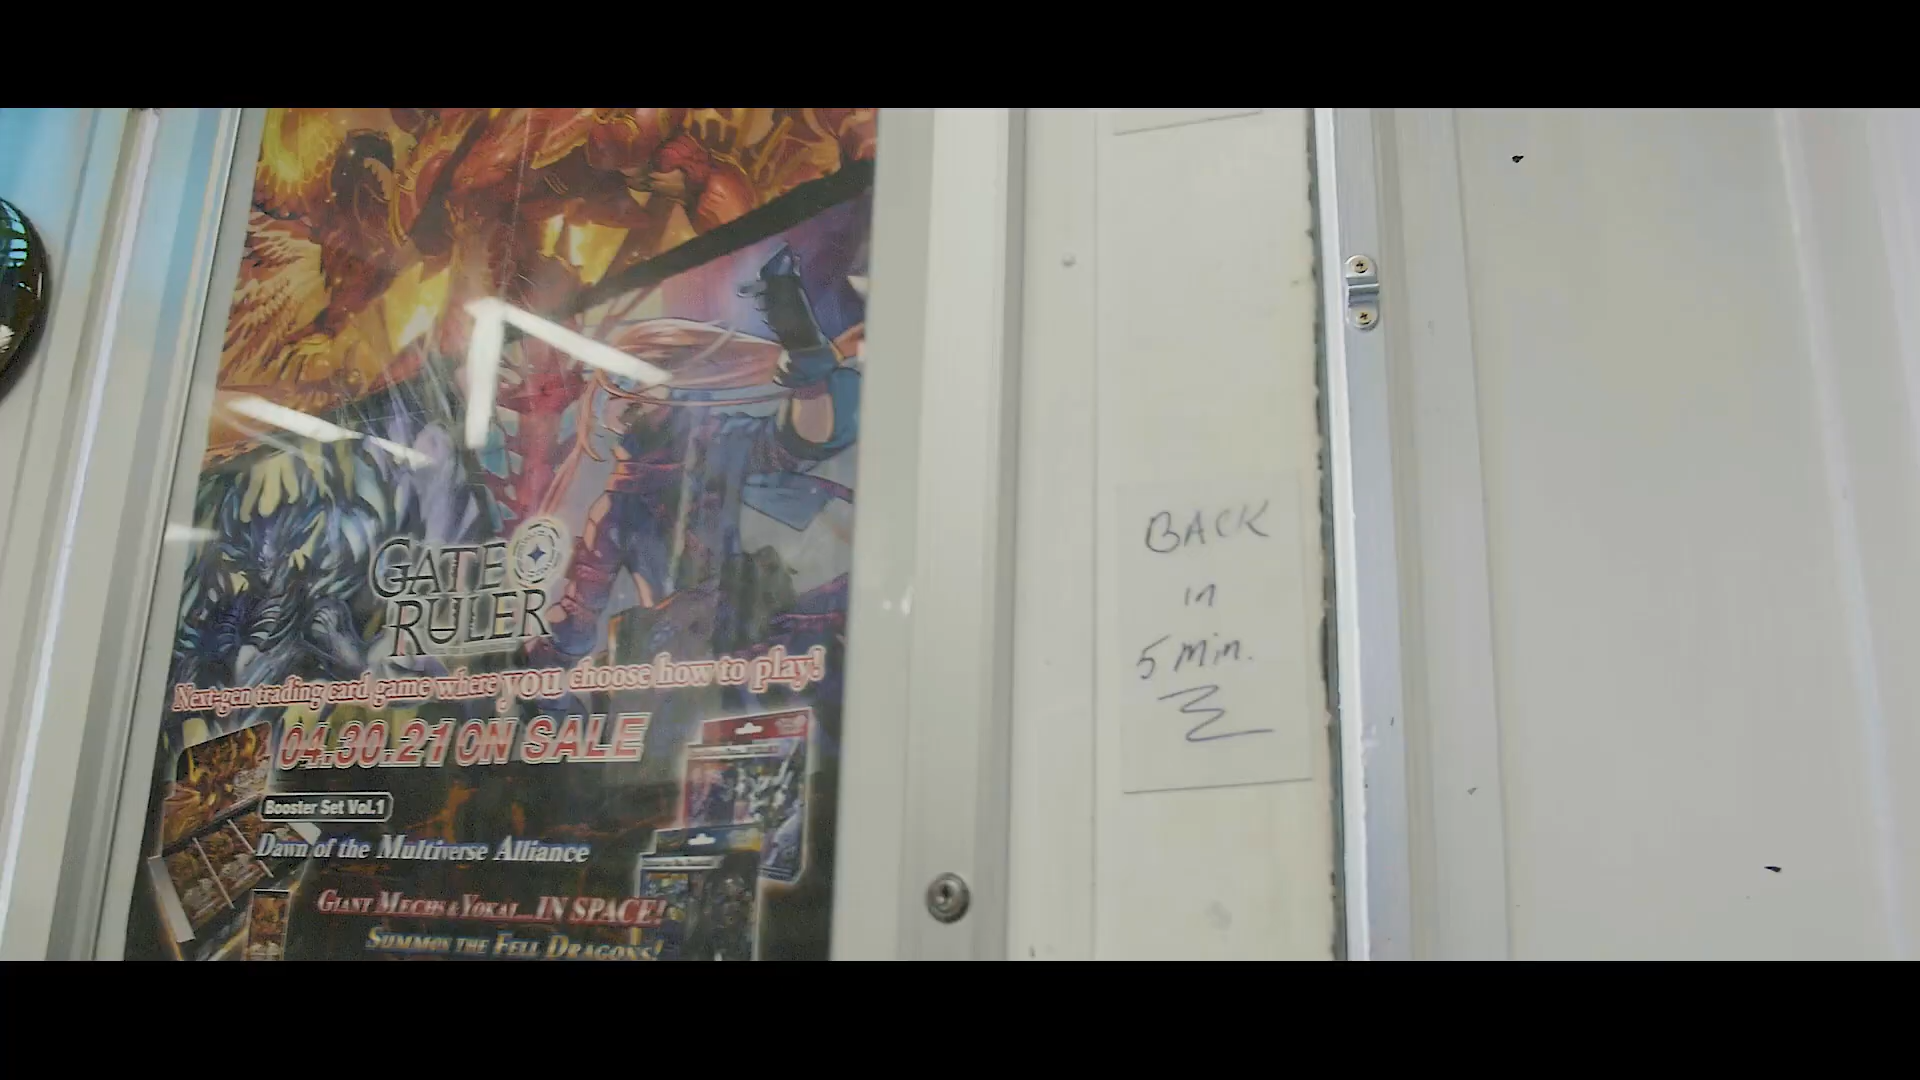 GATE
RULER
Next-gen trading card game where you choose how to play!
04.30.21 ON SALE
Booster Set Vol.1
Dawn of the Multiverse Alliance
GIANT MECHS & YOKAI...IN SPACE!
SUMMON THE FELL DRAGONS!
BACK
in
5 min.